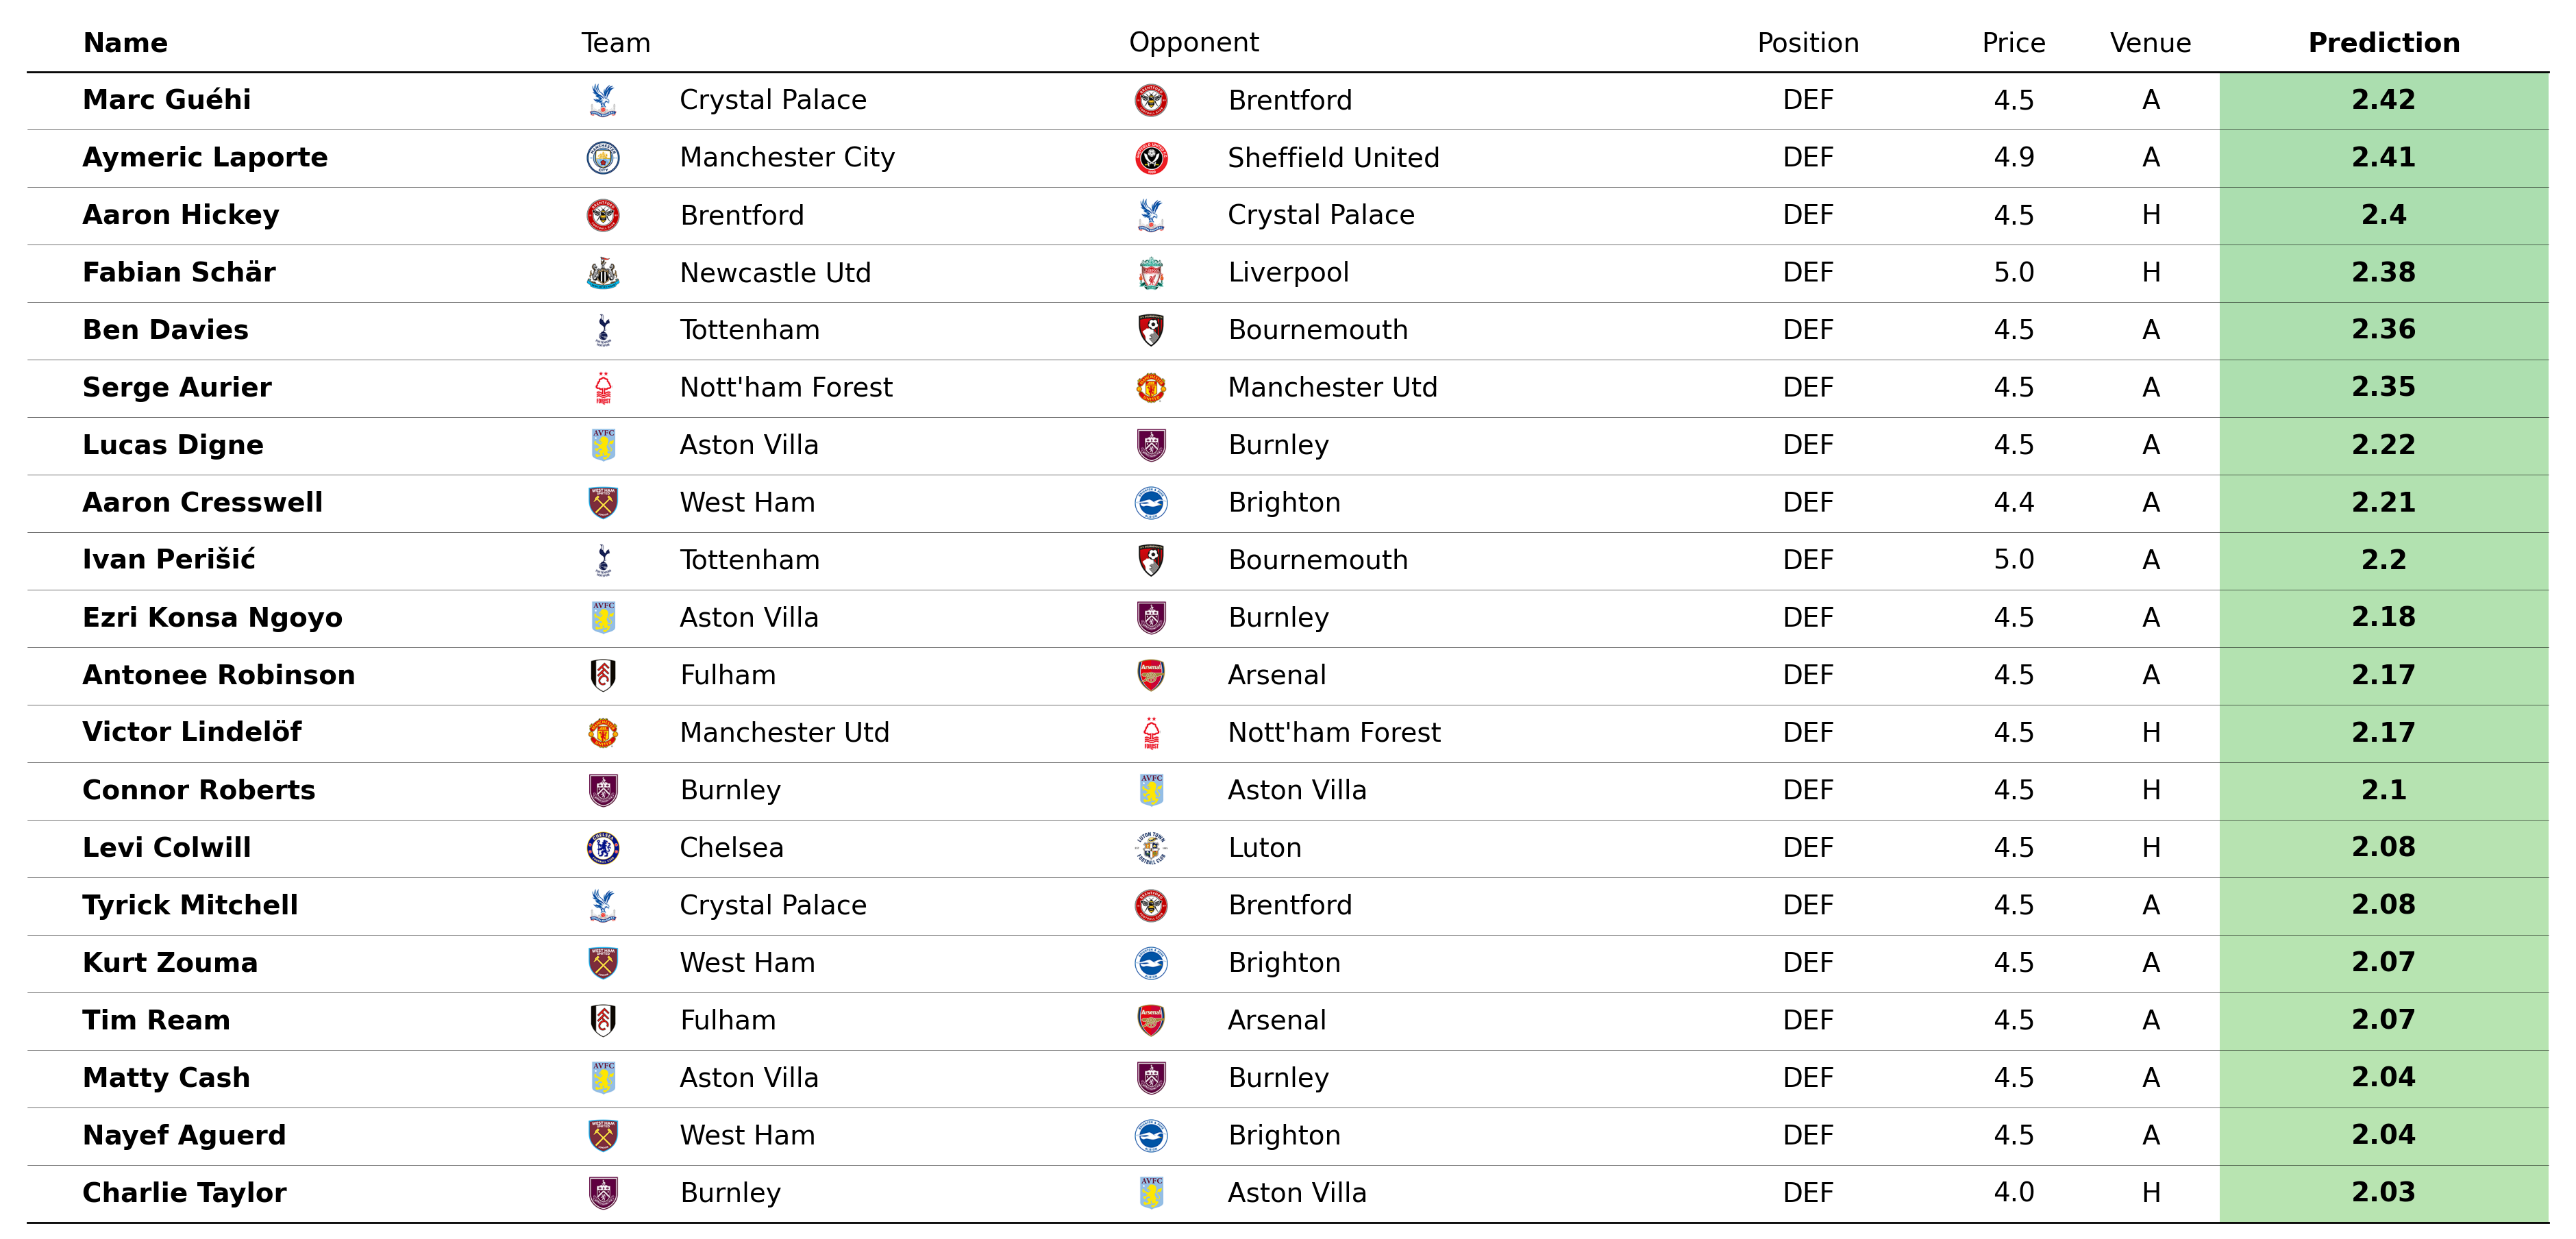 Name Team Opponent Position Price Venue Prediction
Marc Guéhi Crystal Palace Brentford DEF 4.5 A 2.42
Aymeric Laporte Manchester City Sheffield United DEF 4.9 A 2.41
Aaron Hickey Brentford Crystal Palace DEF 4.5 H 2.4
Fabian Schär Newcastle Utd Liverpool DEF 5.0 H 2.38
Ben Davies Tottenham Bournemouth DEF 4.5 A 2.36
Serge Aurier Nott'ham Forest Manchester Utd DEF 4.5 A 2.35
Lucas Digne Aston Villa Burnley DEF 4.5 A 2.22
Aaron Cresswell West Ham Brighton DEF 4.4 A 2.21
Ivan Perišić Tottenham Bournemouth DEF 5.0 A 2.2
Ezri Konsa Ngoyo Aston Villa Burnley DEF 4.5 A 2.18
Antonee Robinson Fulham Arsenal DEF 4.5 A 2.17
Victor Lindelöf Manchester Utd Nott'ham Forest DEF 4.5 H 2.17
Connor Roberts Burnley Aston Villa DEF 4.5 H 2.1
Levi Colwill Chelsea Luton DEF 4.5 H 2.08
Tyrick Mitchell Crystal Palace Brentford DEF 4.5 A 2.08
Kurt Zouma West Ham Brighton DEF 4.5 A 2.07
Tim Ream Fulham Arsenal DEF 4.5 A 2.07
Matty Cash Aston Villa Burnley DEF 4.5 A 2.04
Nayef Aguerd West Ham Brighton DEF 4.5 A 2.04
Charlie Taylor Burnley Aston Villa DEF 4.0 H 2.03